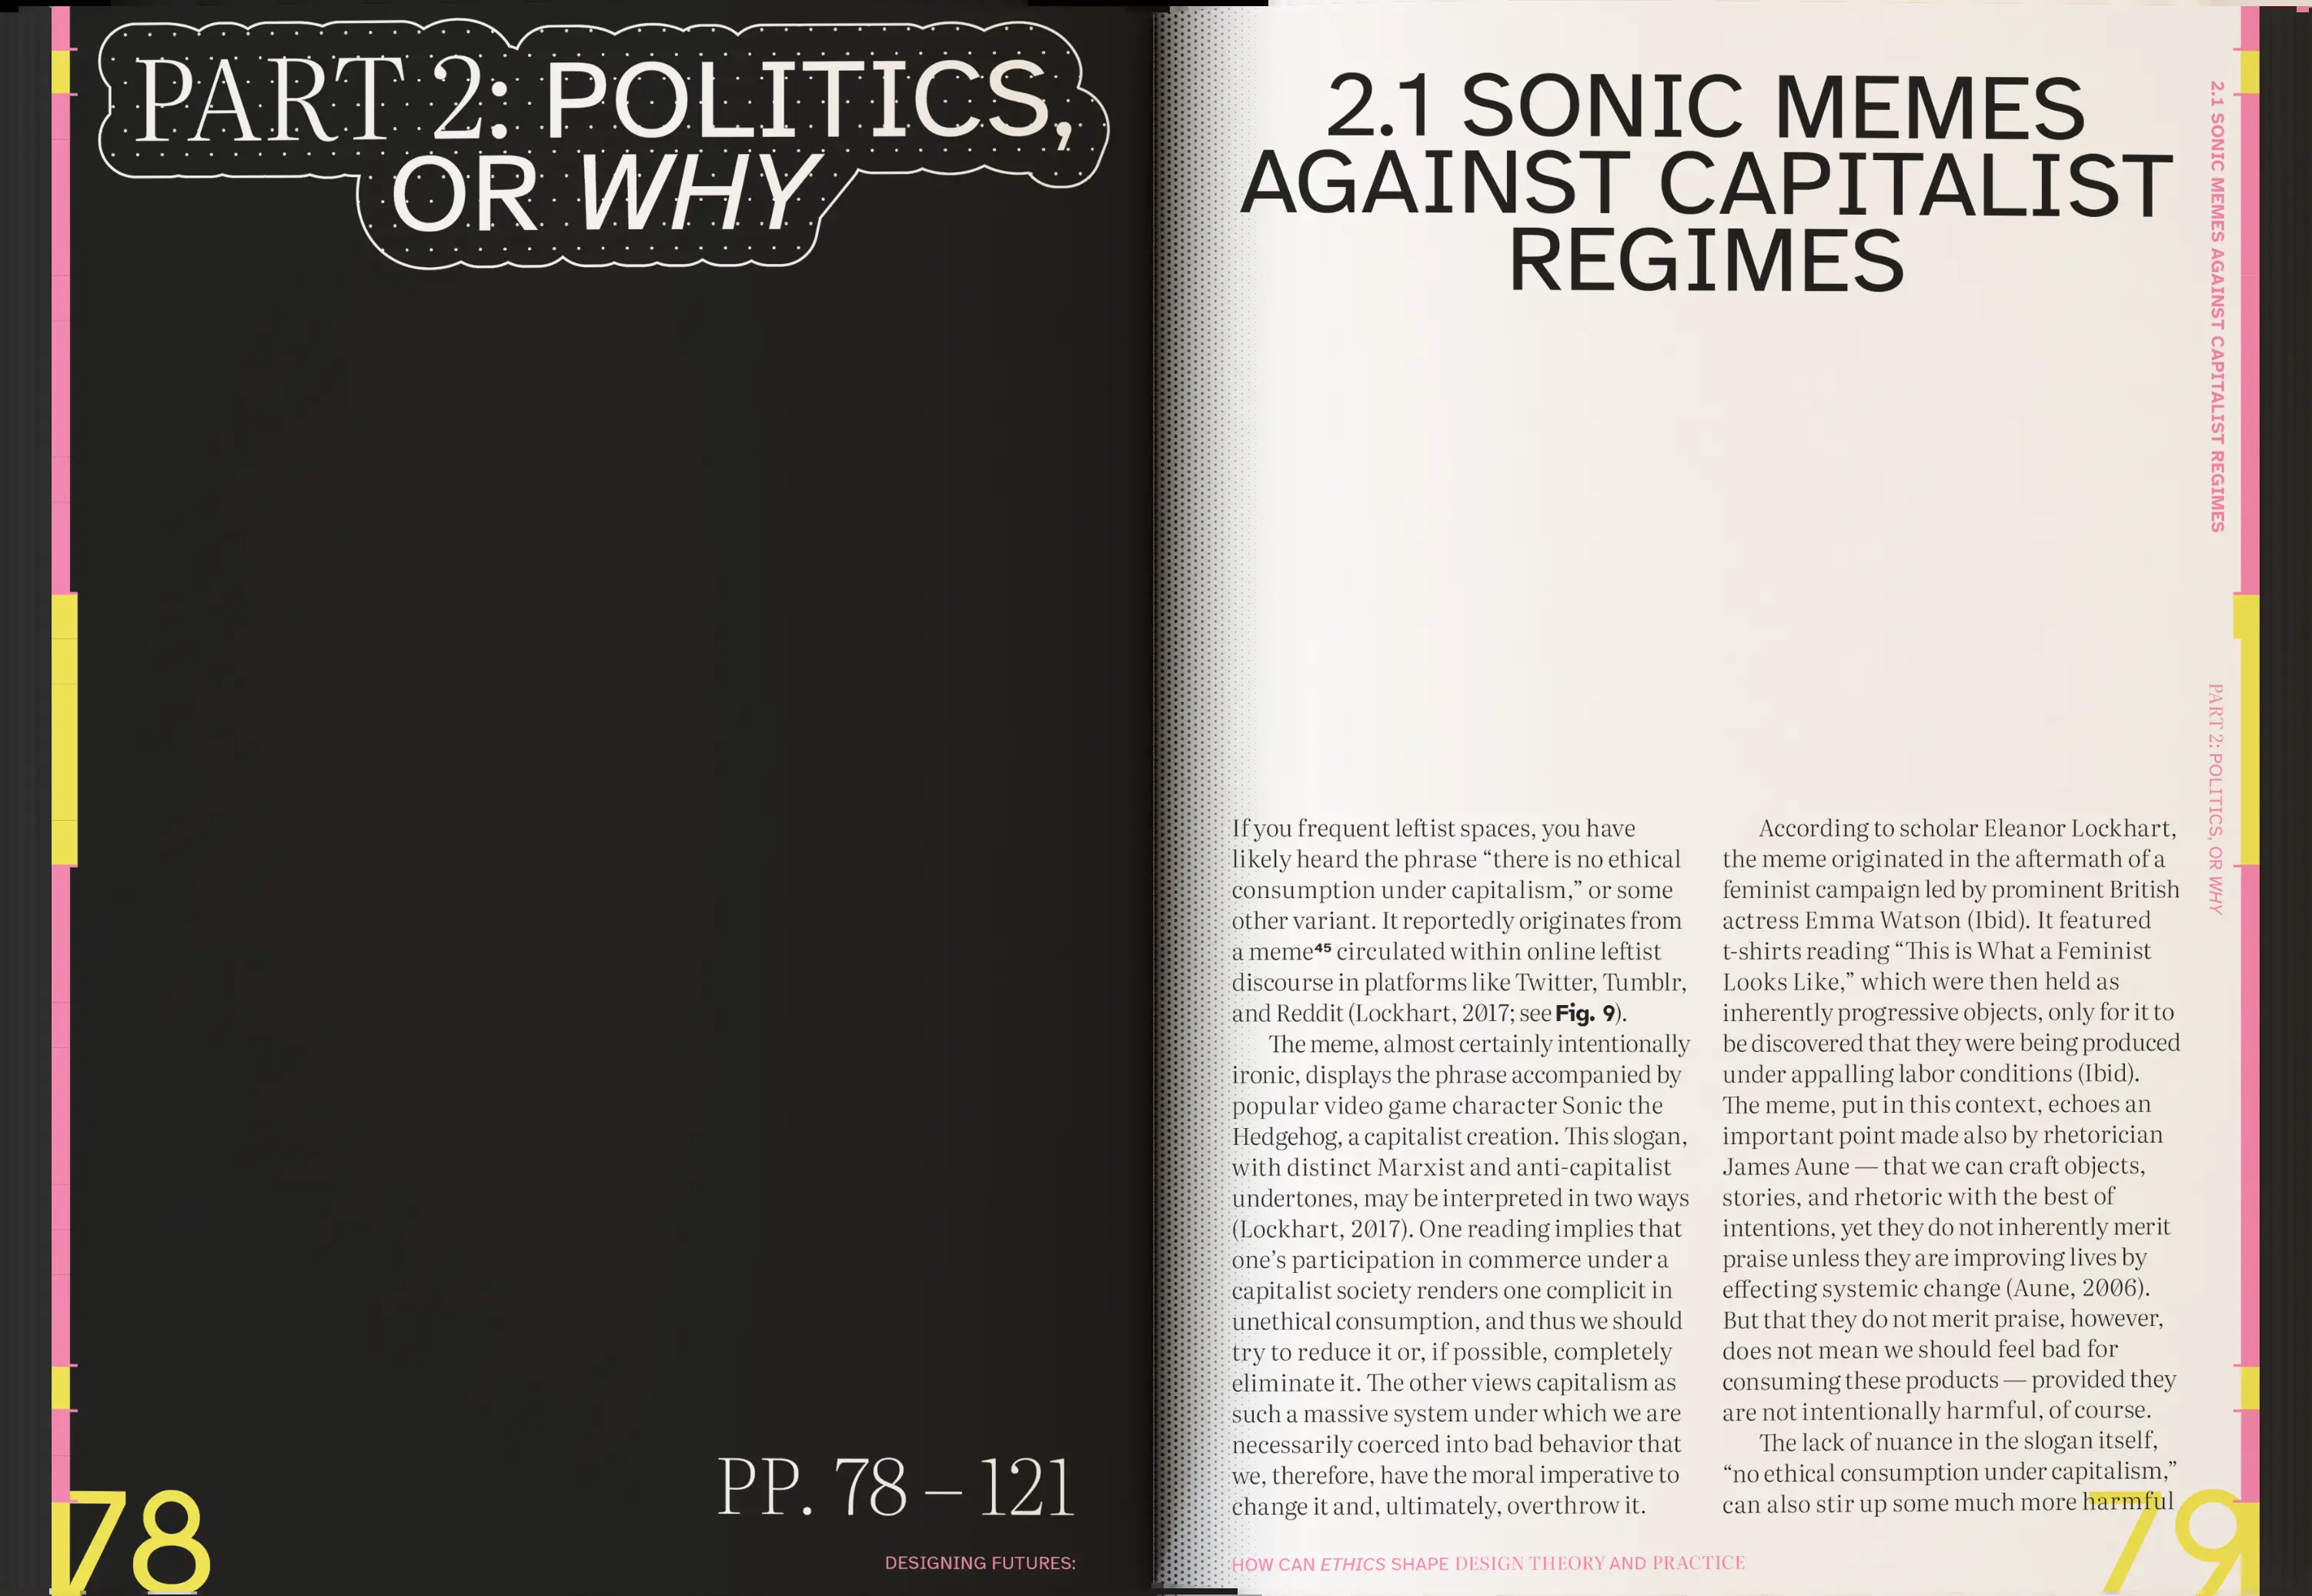 PART 2: POLITICS,
OR WHY
PP. 78 – 121
78
DESIGNING FUTURES:
2.1 SONIC MEMES
AGAINST CAPITALIST
REGIMES
If you frequent leftist spaces, you have
likely heard the phrase “there is no ethical
consumption under capitalism,” or some
other variant. It reportedly originates from
a meme⁴⁵ circulated within online leftist
discourse in platforms like Twitter, Tumblr,
and Reddit (Lockhart, 2017; see Fig. 9).
The meme, almost certainly intentionally
ironic, displays the phrase accompanied by
popular video game character Sonic the
Hedgehog, a capitalist creation. This slogan,
with distinct Marxist and anti-capitalist
undertones, may be interpreted in two ways
(Lockhart, 2017). One reading implies that
one’s participation in commerce under a
capitalist society renders one complicit in
unethical consumption, and thus we should
try to reduce it or, if possible, completely
eliminate it. The other views capitalism as
such a massive system under which we are
necessarily coerced into bad behavior that
we, therefore, have the moral imperative to
change it and, ultimately, overthrow it.
According to scholar Eleanor Lockhart,
the meme originated in the aftermath of a
feminist campaign led by prominent British
actress Emma Watson (Ibid). It featured
t-shirts reading “This is What a Feminist
Looks Like,” which were then held as
inherently progressive objects, only for it to
be discovered that they were being produced
under appalling labor conditions (Ibid).
The meme, put in this context, echoes an
important point made also by rhetorician
James Aune — that we can craft objects,
stories, and rhetoric with the best of
intentions, yet they do not inherently merit
praise unless they are improving lives by
effecting systemic change (Aune, 2006).
But that they do not merit praise, however,
does not mean we should feel bad for
consuming these products — provided they
are not intentionally harmful, of course.
The lack of nuance in the slogan itself,
“no ethical consumption under capitalism,”
can also stir up some much more harmful
HOW CAN ETHICS SHAPE DESIGN THEORY AND PRACTICE
79
2.1 SONIC MEMES AGAINST CAPITALIST REGIMES
PART 2: POLITICS, OR WHY